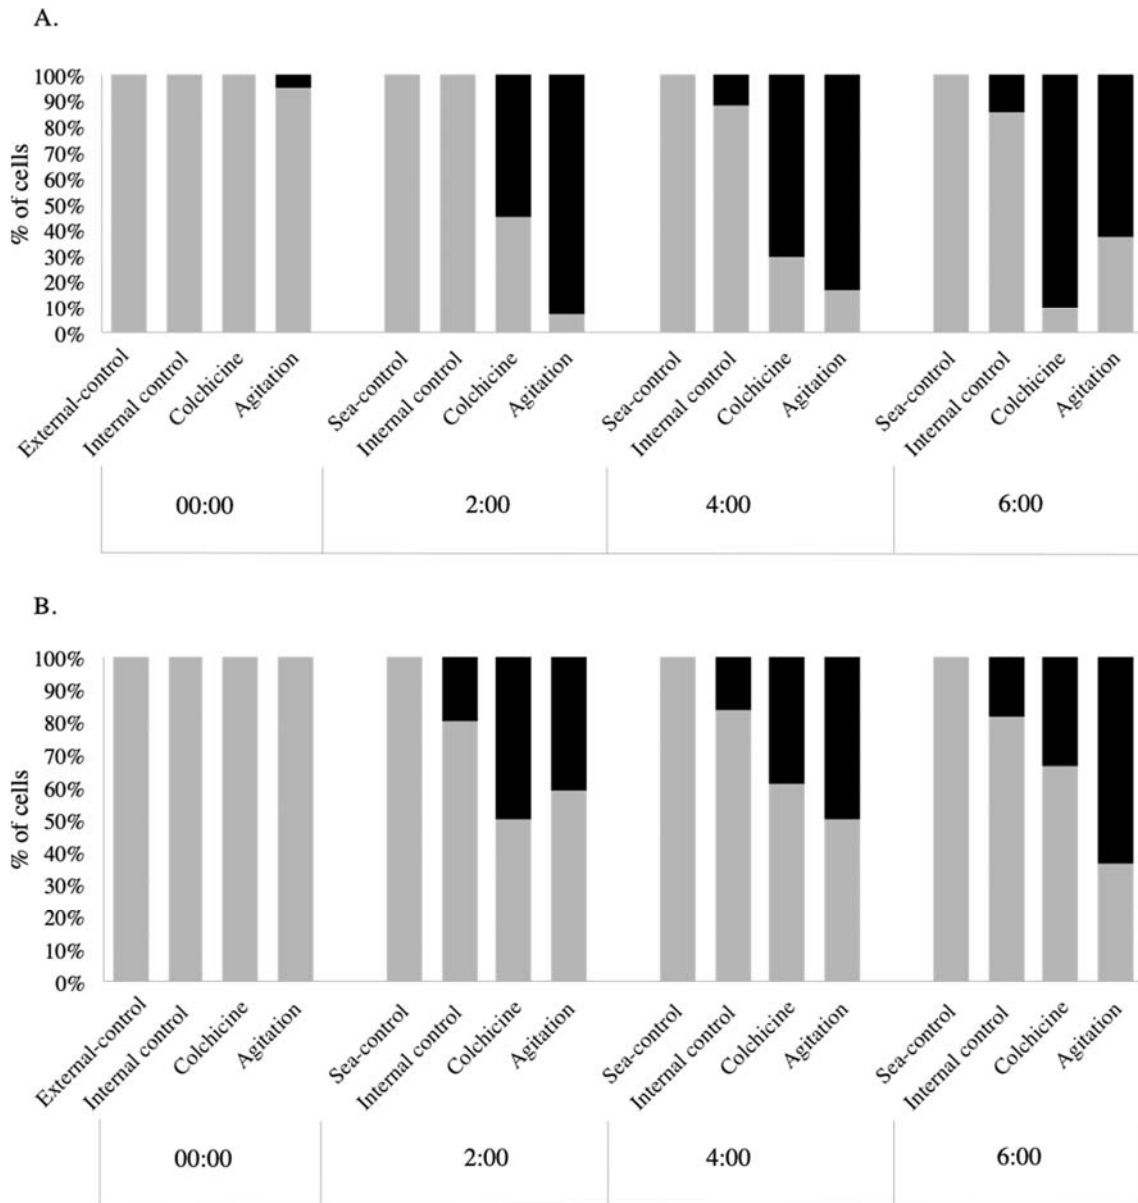 A.
100%
90%
80%
70%
60%
50%
40%
30%
20%
10%
0%
% of cells
External-control
Internal control
Colchicine
Agitation
Sea-control
Internal control
Colchicine
Agitation
Sea-control
Internal control
Colchicine
Agitation
Sea-control
Internal control
Colchicine
Agitation
00:00
2:00
4:00
6:00
B.
100%
90%
80%
70%
60%
50%
40%
30%
20%
10%
0%
% of cells
External-control
Internal control
Colchicine
Agitation
Sea-control
Internal control
Colchicine
Agitation
Sea-control
Internal control
Colchicine
Agitation
Sea-control
Internal control
Colchicine
Agitation
00:00
2:00
4:00
6:00